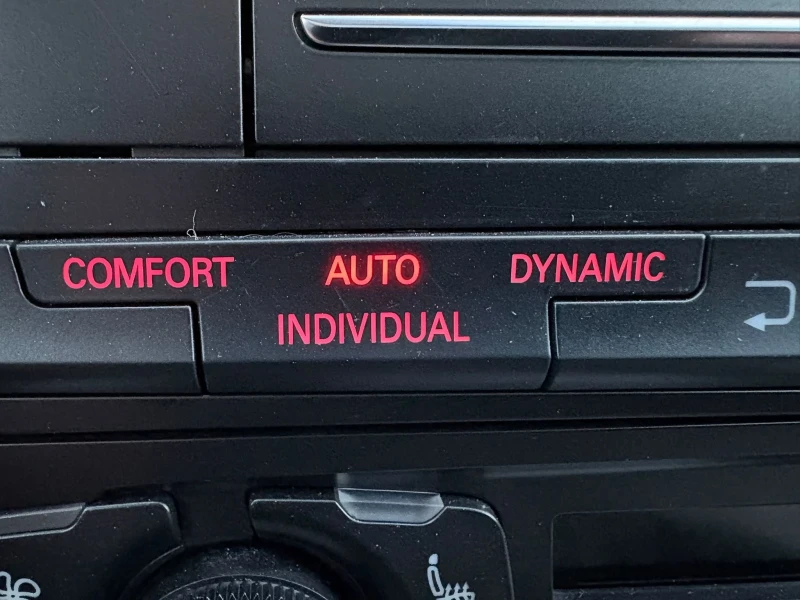 COMFORT AUTO DYNAMIC
INDIVIDUAL